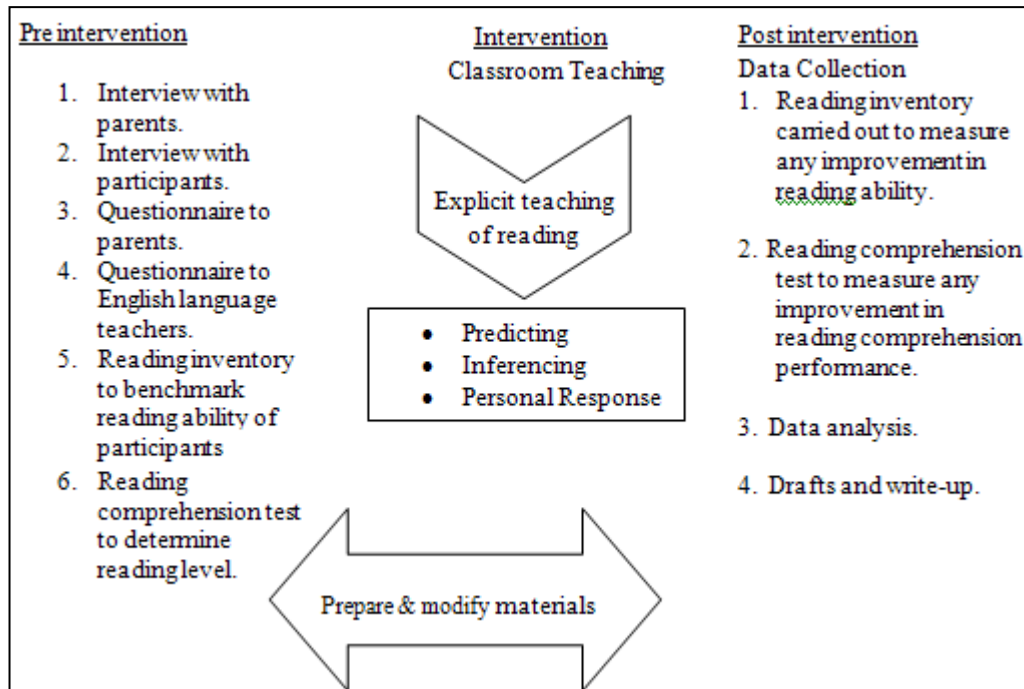 Pre intervention
1. Interview with
parents.
2. Interview with
participants.
3. Questionnaire to
parents.
4. Questionnaire to
English language
teachers.
5. Reading inventory
to benchmark
reading ability of
participants
6. Reading
comprehension test
to determine
reading level.
Intervention
Classroom Teaching
Explicit teaching
of reading
• Predicting
• Inferencing
• Personal Response
Prepare & modify materials
Post intervention
Data Collection
1. Reading inventory
carried out to measure
any improvement in
reading ability.
2. Reading comprehension
test to measure any
improvement in
reading comprehension
performance.
3. Data analysis.
4. Drafts and write-up.